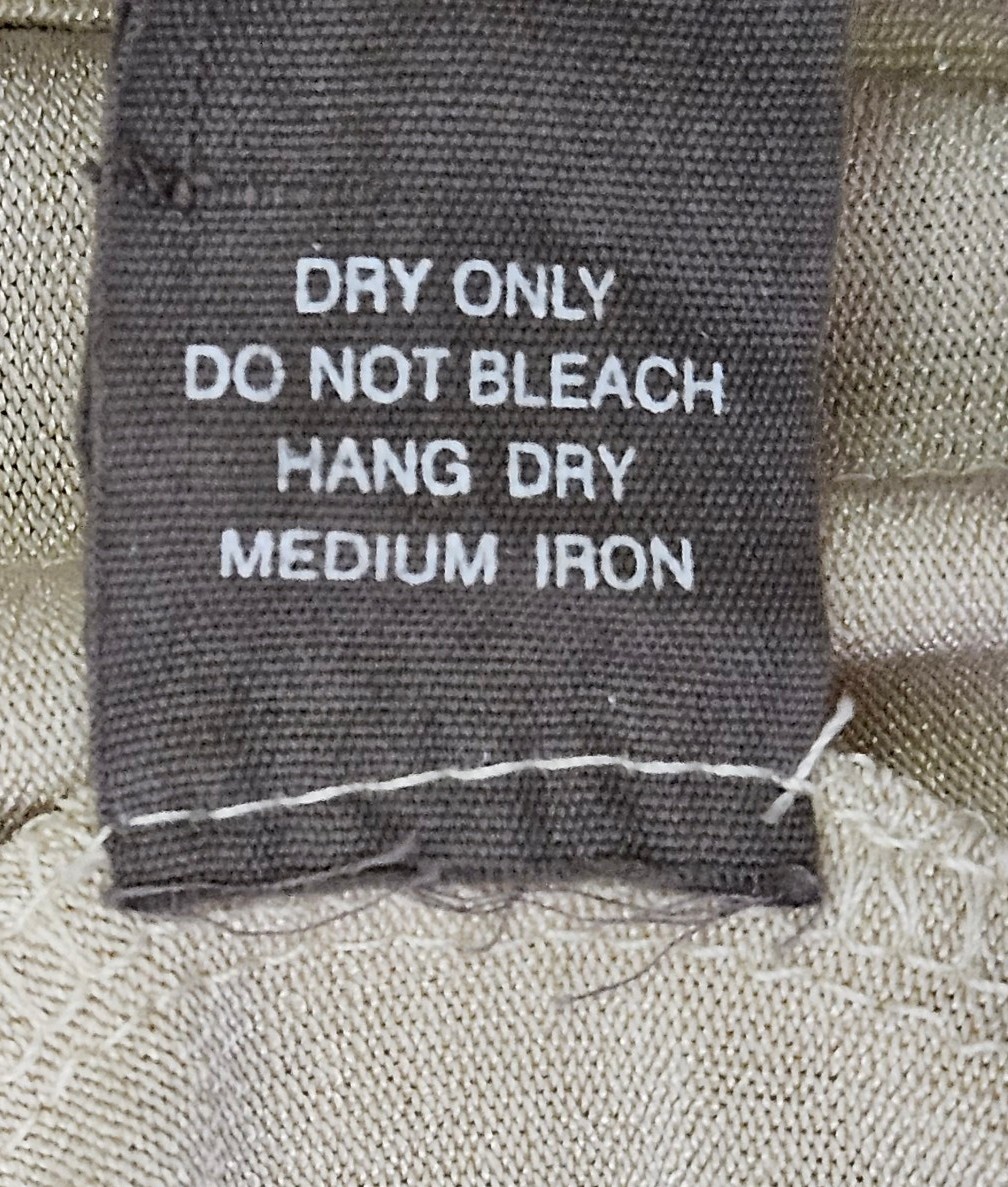 DRY ONLY
DO NOT BLEACH
HANG DRY
MEDIUM IRON